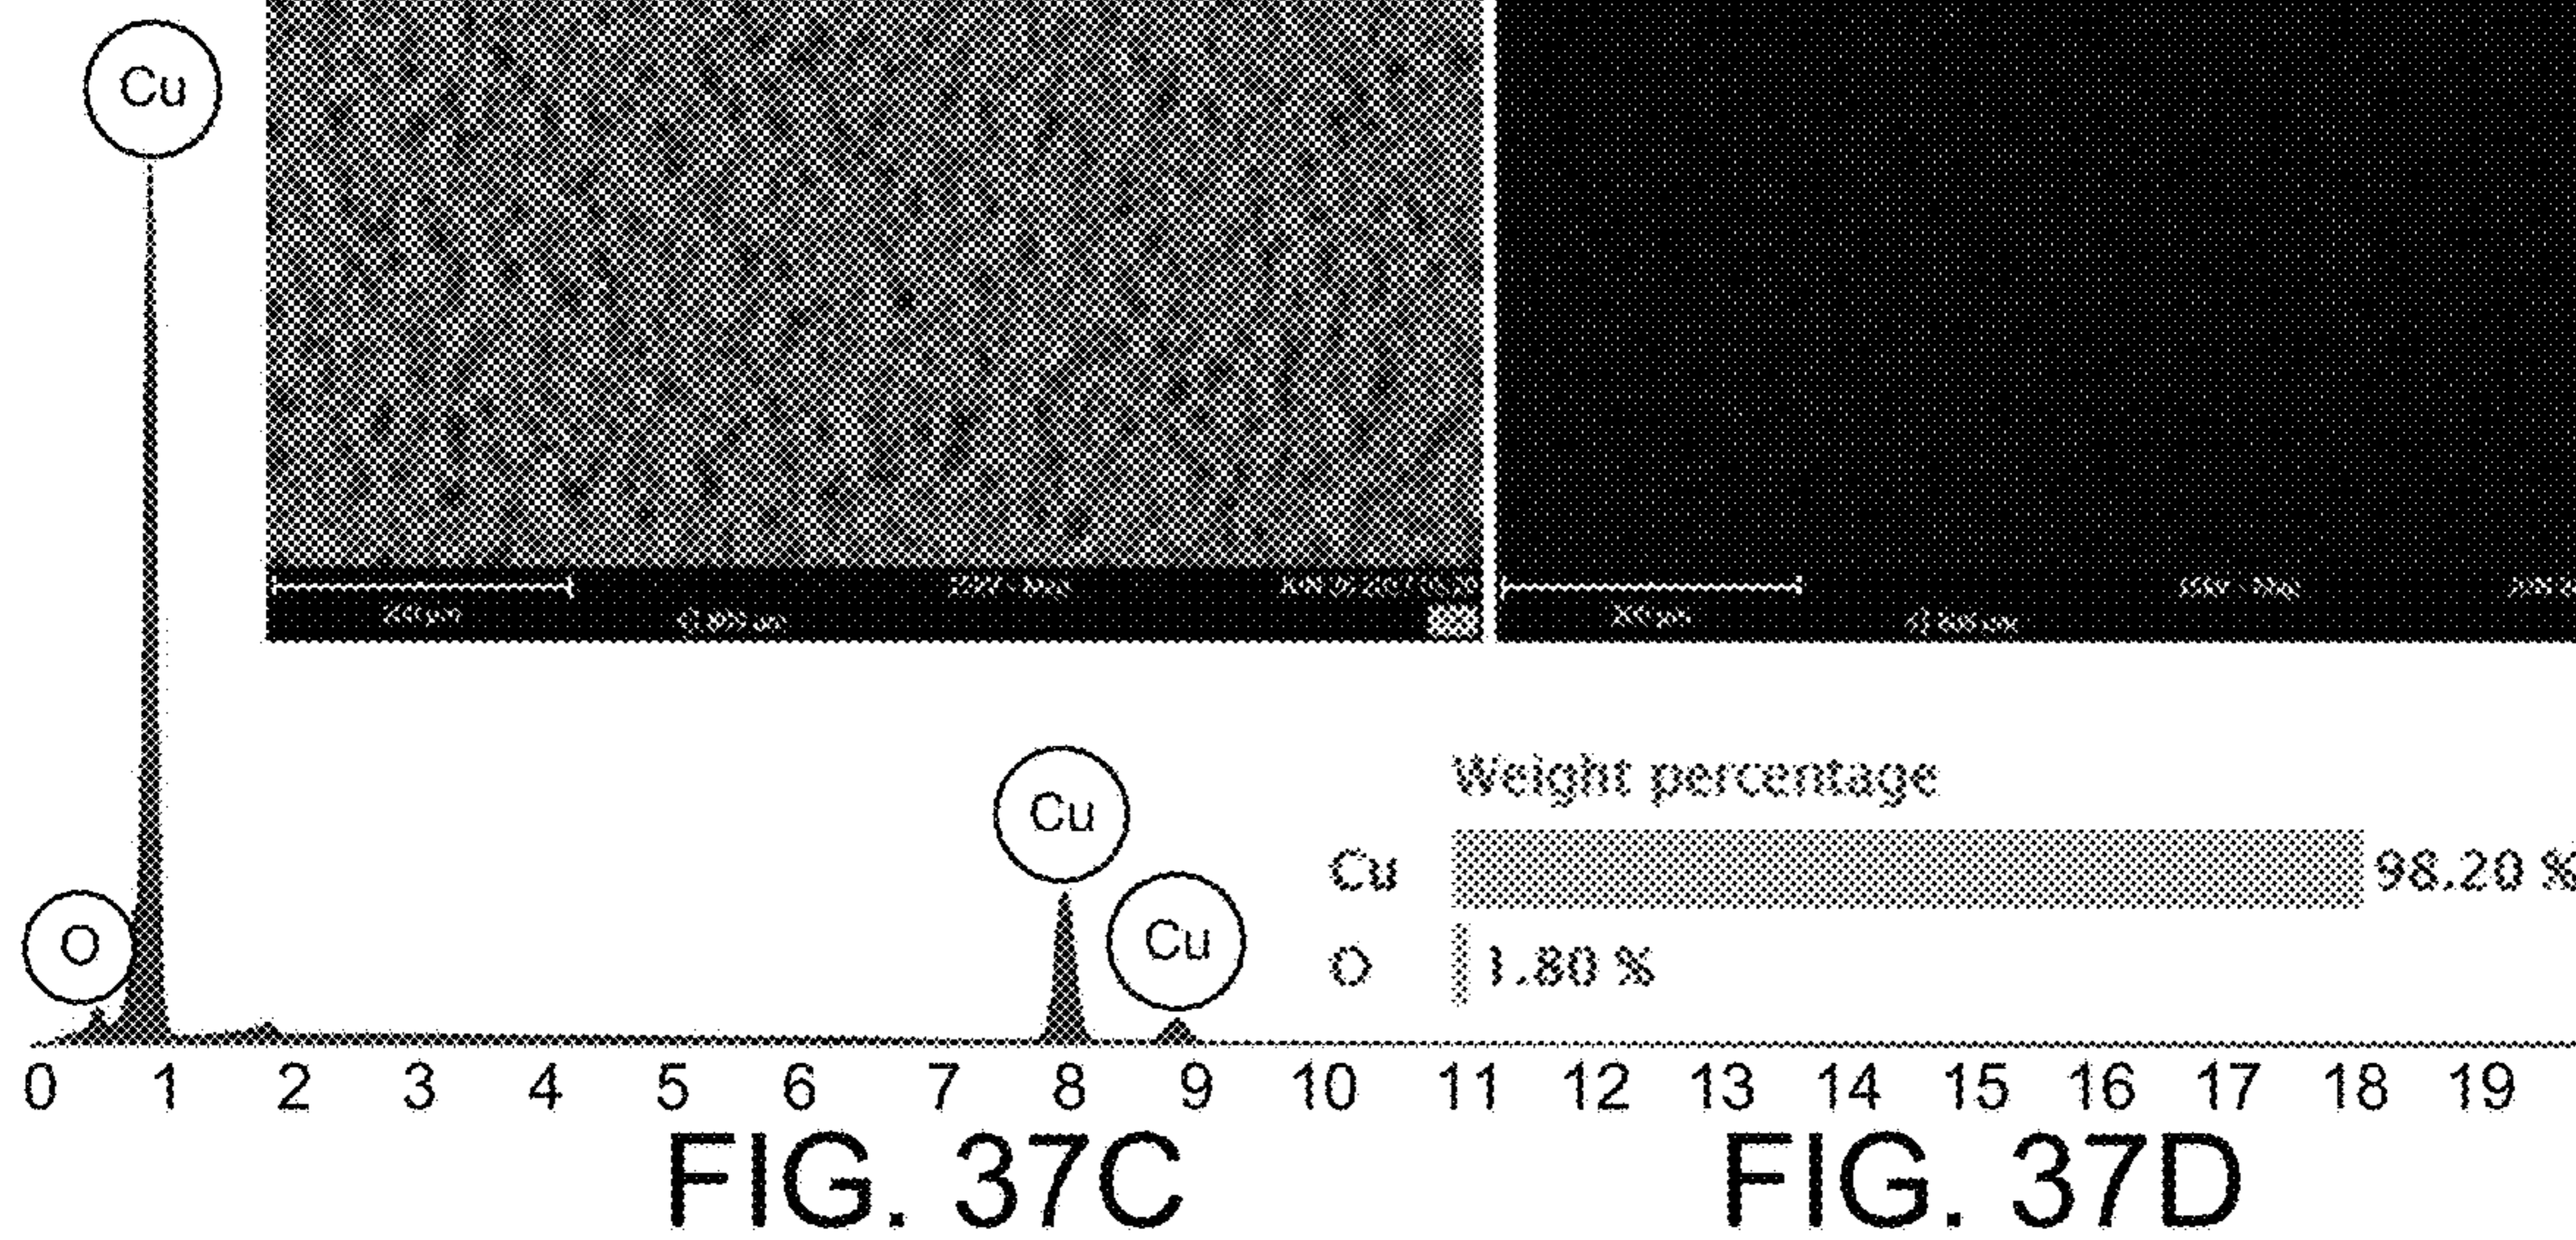 Cu
Weight percentage
Cu
Cu 98.20 %
O
Cu
O 1.80 %
0 1 2 3 4 5 6 7 8 9 10 11 12 13 14 15 16 17 18 19
FIG. 37C FIG. 37D